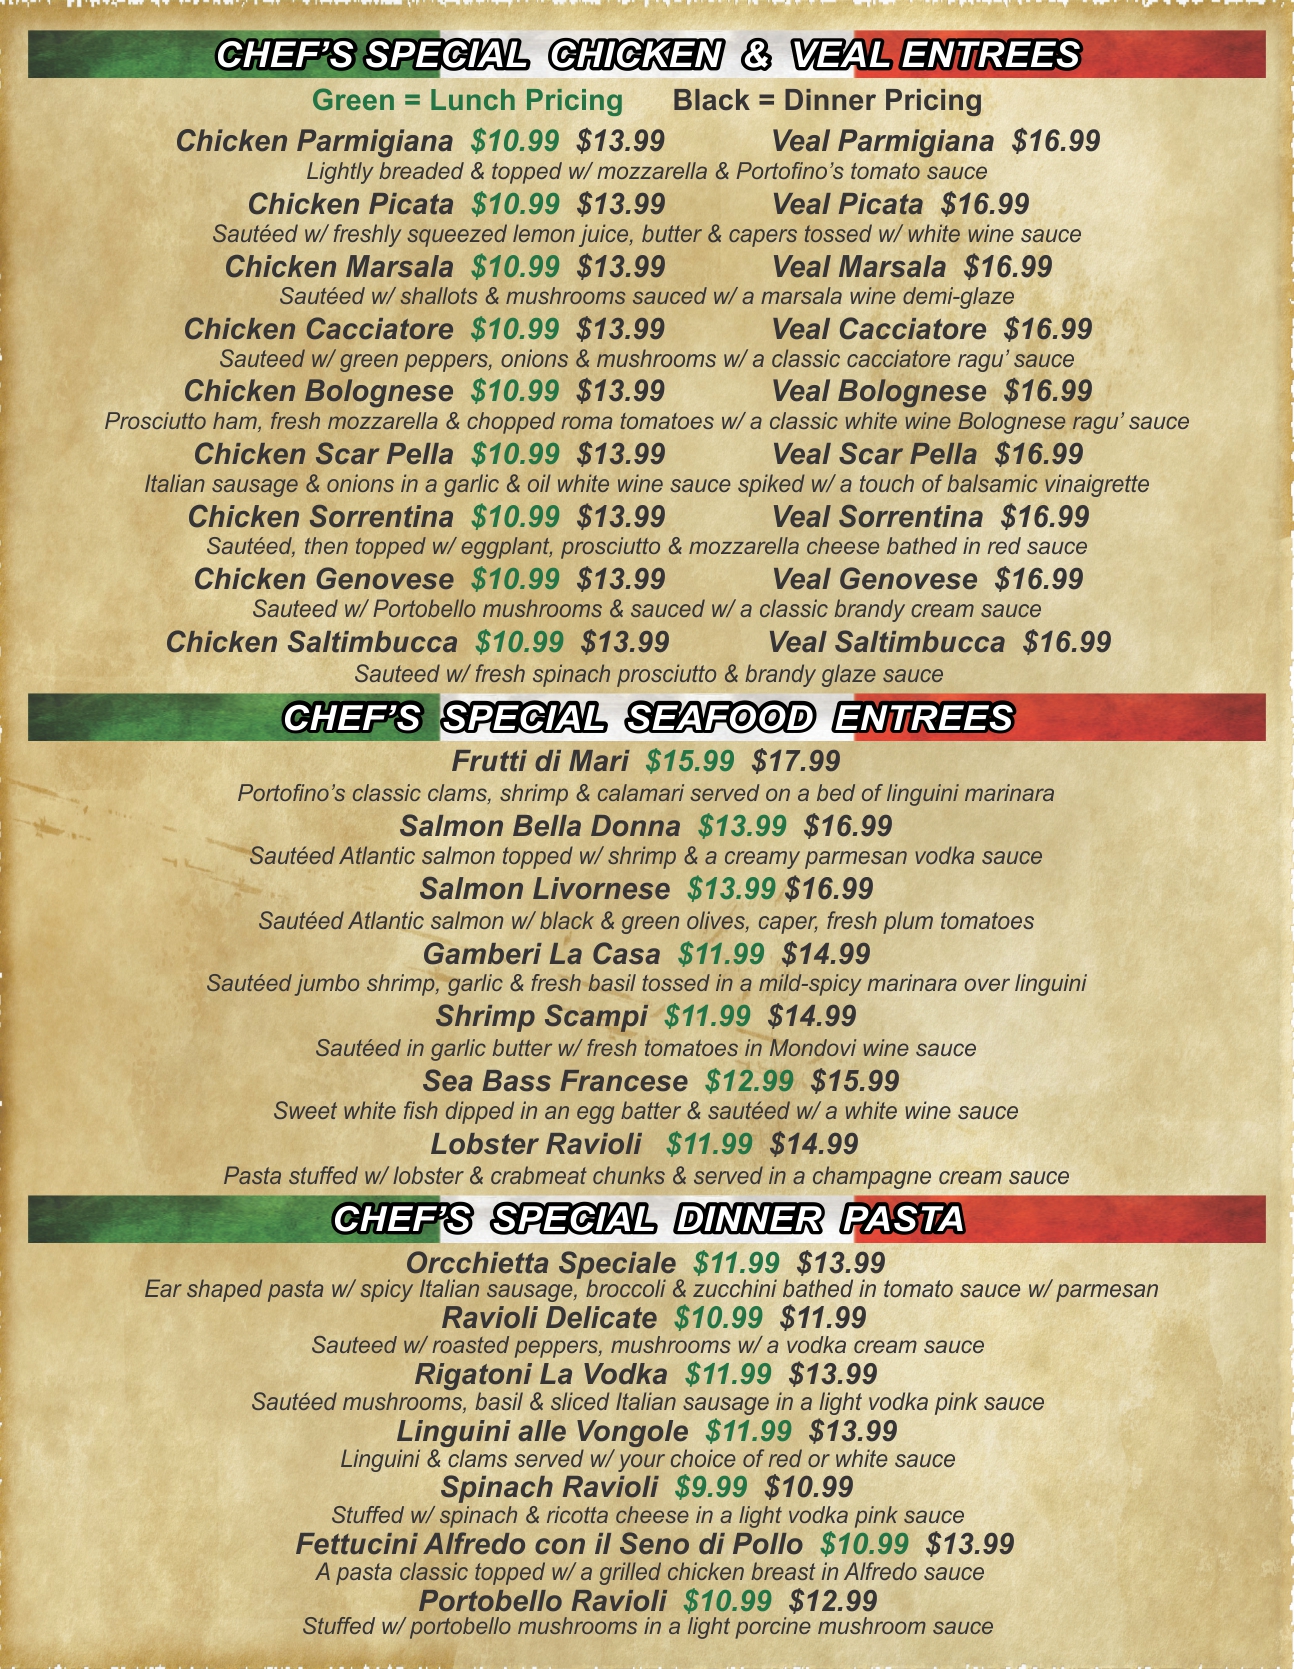 CHEF'S SPECIAL CHICKEN & VEAL ENTREES
Green = Lunch Pricing Black = Dinner Pricing
Chicken Parmigiana $10.99 $13.99 Veal Parmigiana $16.99
Lightly breaded & topped w/ mozzarella & Portofino's tomato sauce
Chicken Picata $10.99 $13.99 Veal Picata $16.99
Sautéed w/ freshly squeezed lemon juice, butter & capers tossed w/ white wine sauce
Chicken Marsala $10.99 $13.99 Veal Marsala $16.99
Sautéed w/ shallots & mushrooms sauced w/ a marsala wine demi-glaze
Chicken Cacciatore $10.99 $13.99 Veal Cacciatore $16.99
Sauteed w/ green peppers, onions & mushrooms w/ a classic cacciatore ragu' sauce
Chicken Bolognese $10.99 $13.99 Veal Bolognese $16.99
Prosciutto ham, fresh mozzarella & chopped roma tomatoes w/ a classic white wine Bolognese ragu' sauce
Chicken Scar Pella $10.99 $13.99 Veal Scar Pella $16.99
Italian sausage & onions in a garlic & oil white wine sauce spiked w/ a touch of balsamic vinaigrette
Chicken Sorrentina $10.99 $13.99 Veal Sorrentina $16.99
Sautéed, then topped w/ eggplant, prosciutto & mozzarella cheese bathed in red sauce
Chicken Genovese $10.99 $13.99 Veal Genovese $16.99
Sauteed w/ Portobello mushrooms & sauced w/ a classic brandy cream sauce
Chicken Saltimbucca $10.99 $13.99 Veal Saltimbucca $16.99
Sauteed w/ fresh spinach prosciutto & brandy glaze sauce
CHEF'S SPECIAL SEAFOOD ENTREES
Frutti di Mari $15.99 $17.99
Portofino's classic clams, shrimp & calamari served on a bed of linguini marinara
Salmon Bella Donna $13.99 $16.99
Sautéed Atlantic salmon topped w/ shrimp & a creamy parmesan vodka sauce
Salmon Livornese $13.99 $16.99
Sautéed Atlantic salmon w/ black & green olives, caper, fresh plum tomatoes
Gamberi La Casa $11.99 $14.99
Sautéed jumbo shrimp, garlic & fresh basil tossed in a mild-spicy marinara over linguini
Shrimp Scampi $11.99 $14.99
Sautéed in garlic butter w/ fresh tomatoes in Mondovi wine sauce
Sea Bass Francese $12.99 $15.99
Sweet white fish dipped in an egg batter & sautéed w/ a white wine sauce
Lobster Ravioli $11.99 $14.99
Pasta stuffed w/ lobster & crabmeat chunks & served in a champagne cream sauce
CHEF'S SPECIAL DINNER PASTA
Orcchietta Speciale $11.99 $13.99
Ear shaped pasta w/ spicy Italian sausage, broccoli & zucchini bathed in tomato sauce w/ parmesan
Ravioli Delicate $10.99 $11.99
Sauteed w/ roasted peppers, mushrooms w/ a vodka cream sauce
Rigatoni La Vodka $11.99 $13.99
Sautéed mushrooms, basil & sliced Italian sausage in a light vodka pink sauce
Linguini alle Vongole $11.99 $13.99
Linguini & clams served w/ your choice of red or white sauce
Spinach Ravioli $9.99 $10.99
Stuffed w/ spinach & ricotta cheese in a light vodka pink sauce
Fettucini Alfredo con il Seno di Pollo $10.99 $13.99
A pasta classic topped w/ a grilled chicken breast in Alfredo sauce
Portobello Ravioli $10.99 $12.99
Stuffed w/ portobello mushrooms in a light porcine mushroom sauce